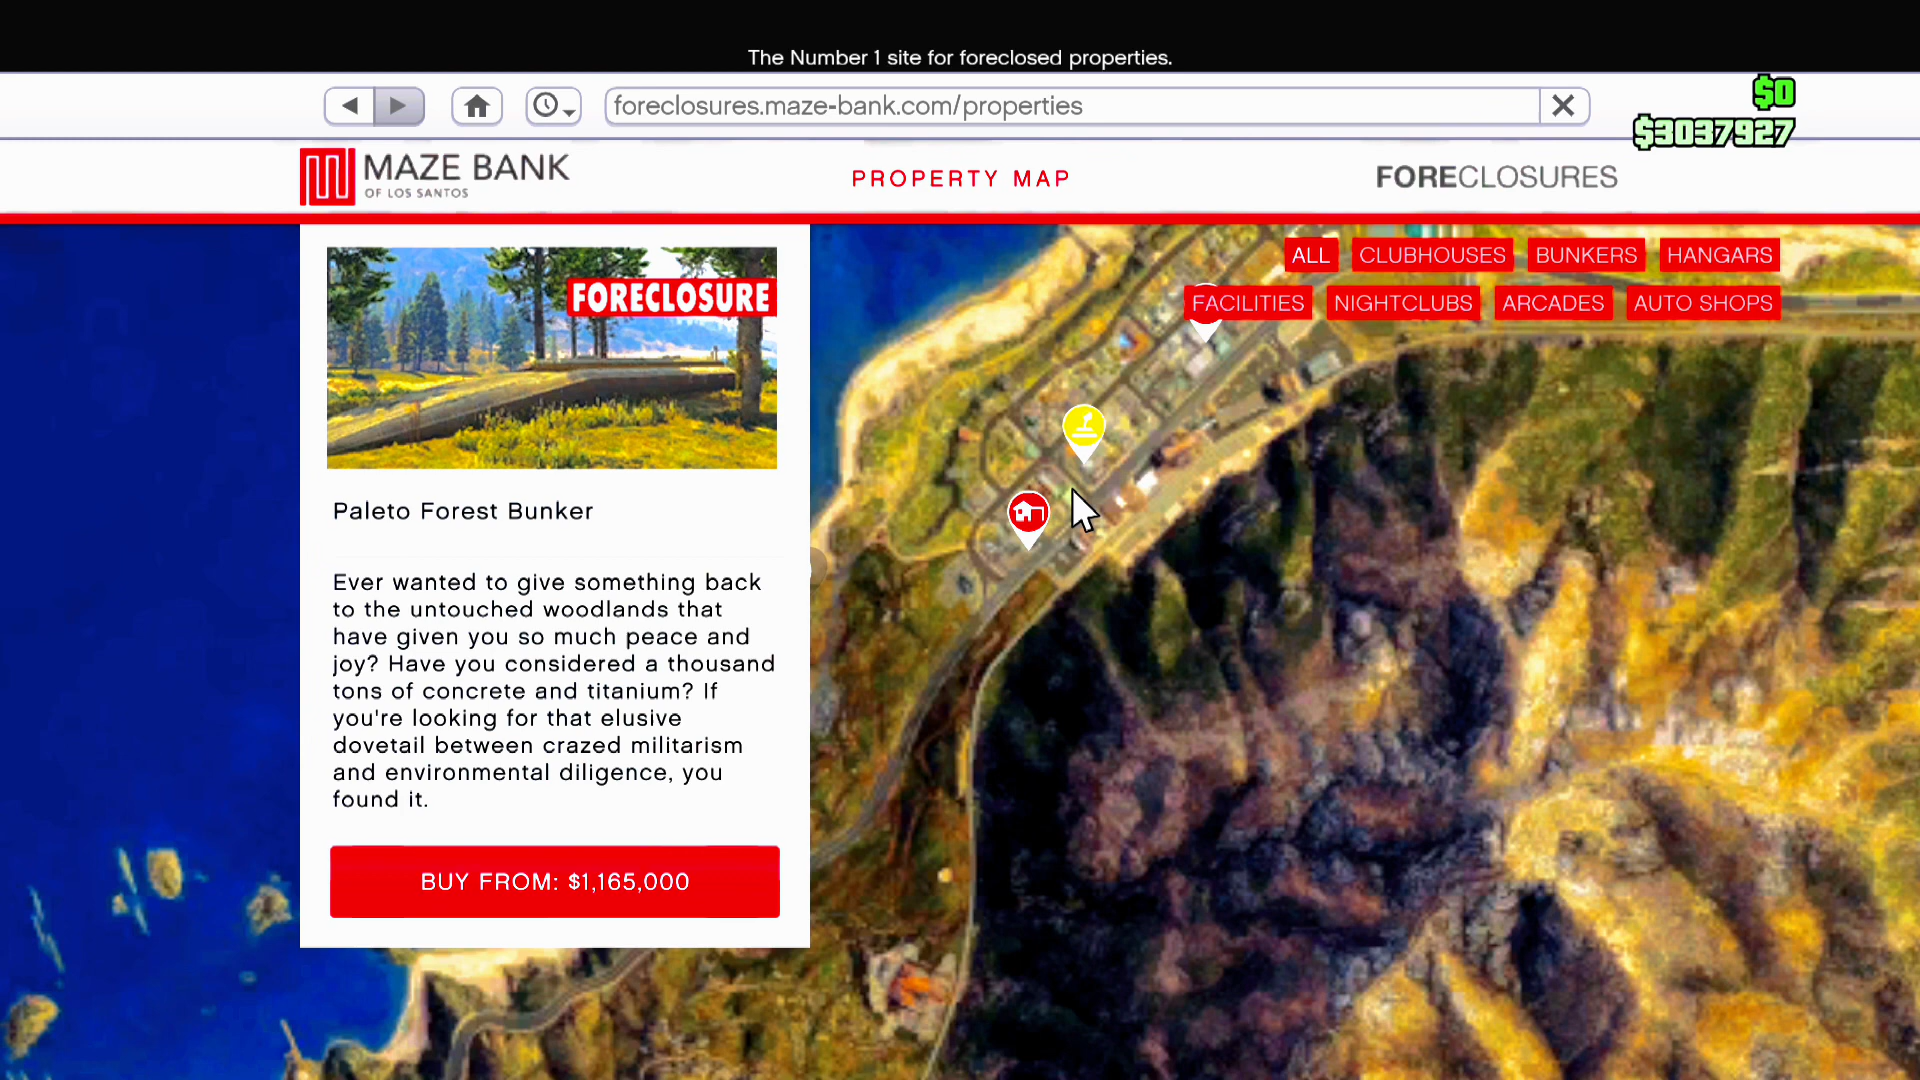 The Number 1 site for foreclosed properties.
foreclosures.maze-bank.com/properties
$0
$3037927
MAZE BANK
OF LOS SANTOS
PROPERTY MAP
FORECLOSURES
ALL CLUBHOUSES BUNKERS HANGARS
FACILITIES NIGHTCLUBS ARCADES AUTO SHOPS
FORECLOSURE
Paleto Forest Bunker
Ever wanted to give something back
to the untouched woodlands that
have given you so much peace and
joy? Have you considered a thousand
tons of concrete and titanium? If
you're looking for that elusive
dovetail between crazed militarism
and environmental diligence, you
found it.
BUY FROM: $1,165,000